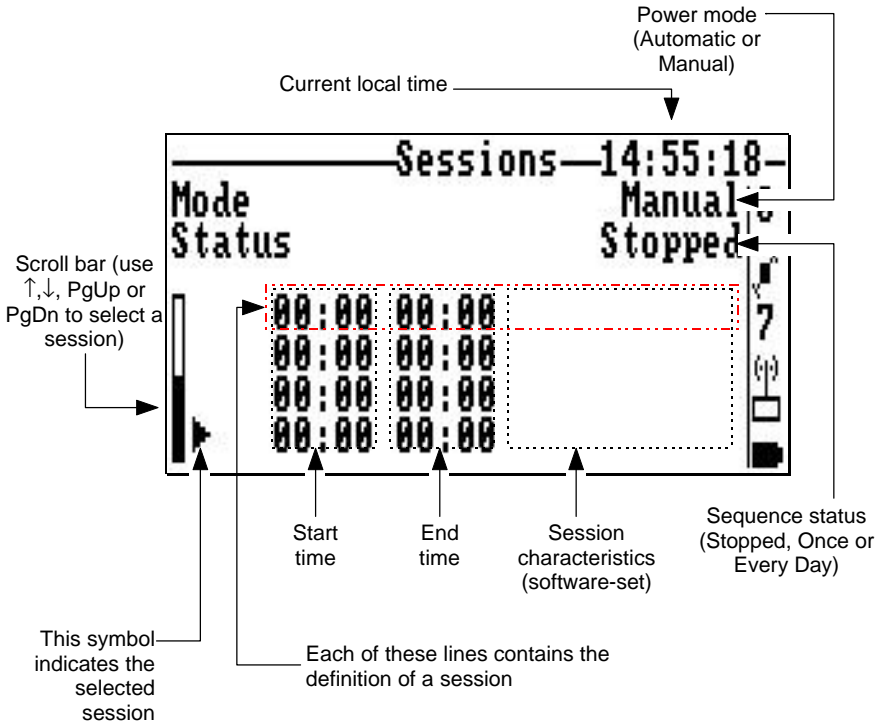 Power mode
(Automatic or
Manual)
Current local time
Sessions 14:55:18
Mode Manual
Status Stopped
Scroll bar (use
↑,↓, PgUp or
PgDn to select a
session)
00:00 00:00
00:00 00:00
00:00 00:00
00:00 00:00
7
Start
time
End
time
Session
characteristics
(software-set)
Sequence status
(Stopped, Once or
Every Day)
This symbol
indicates the
selected
session
Each of these lines contains the
definition of a session